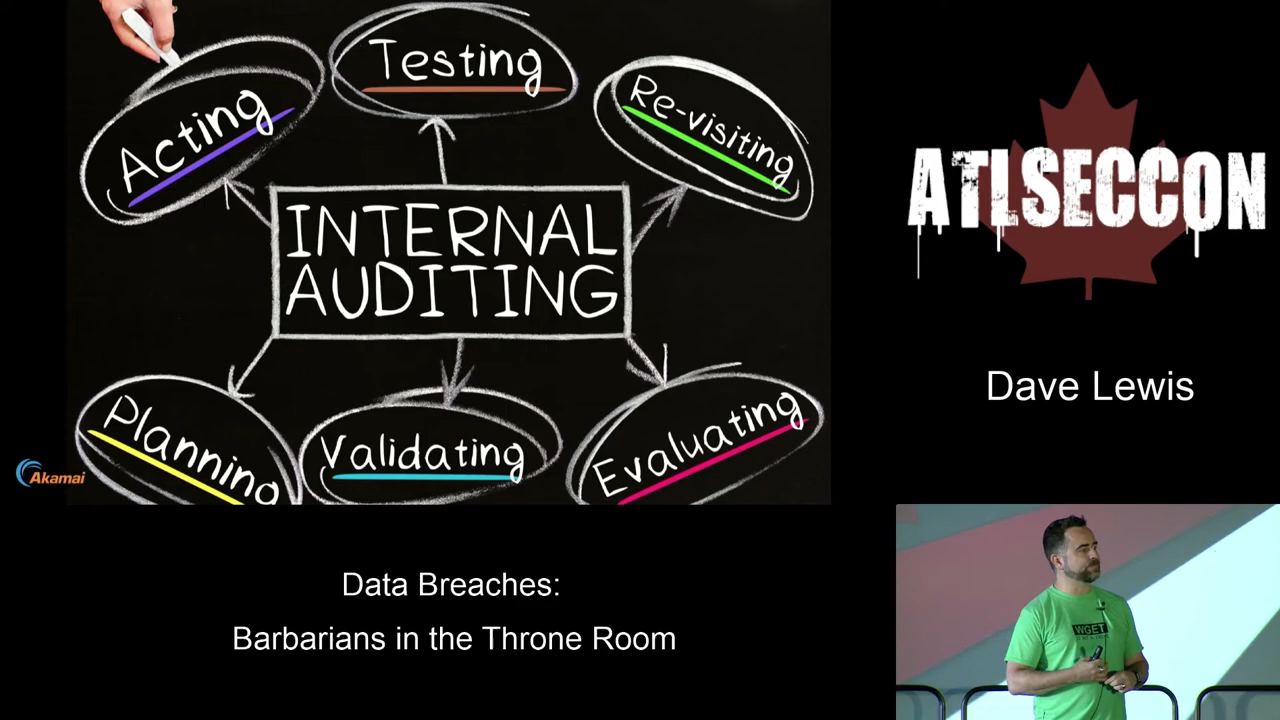 Testing
Acting
Re-visiting
INTERNAL
AUDITING
Planning
Validating
Evaluating
Akamai
ATLSECCON
Dave Lewis
Data Breaches:
Barbarians in the Throne Room
WGET